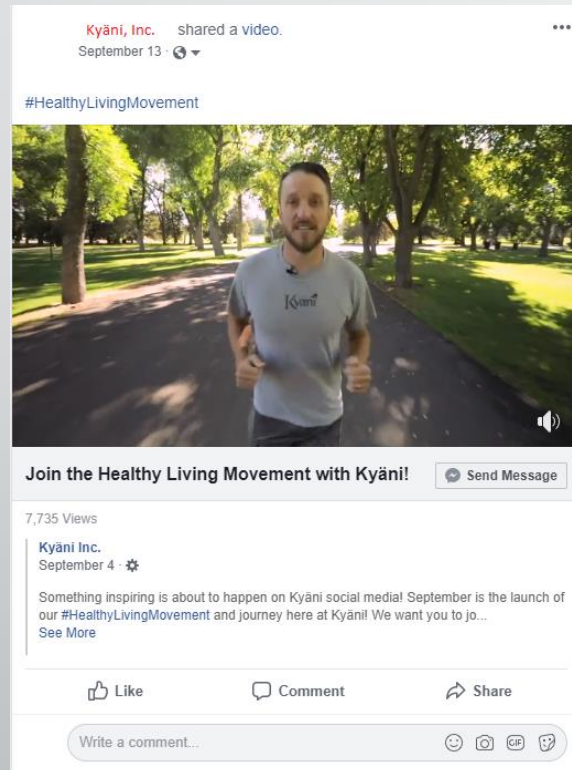 Kyäni, Inc. shared a video.
September 13
#HealthyLivingMovement
Kyäni
Join the Healthy Living Movement with Kyäni!
Send Message
7,735 Views
Kyäni Inc.
September 4
Something inspiring is about to happen on Kyäni social media! September is the launch of
our #HealthyLivingMovement and journey here at Kyäni! We want you to jo...
See More
Like Comment Share
Write a comment...
GIF